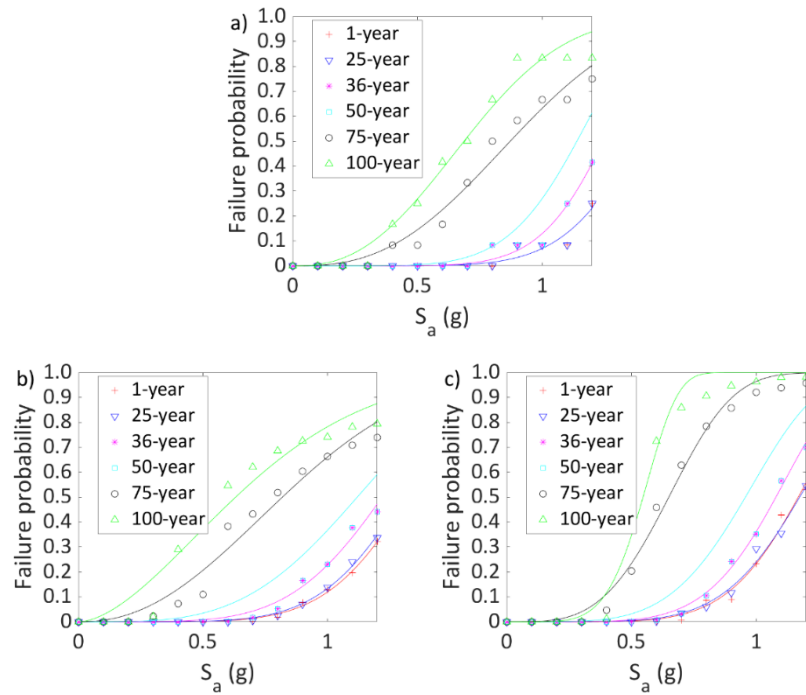 a)
Failure probability
1.0
0.9
0.8
0.7
0.6
0.5
0.4
0.3
0.2
0.1
0
1-year
25-year
36-year
50-year
75-year
100-year
0 0.5 1
Sa (g)
b)
Failure probability
1.0
0.9
0.8
0.7
0.6
0.5
0.4
0.3
0.2
0.1
0
1-year
25-year
36-year
50-year
75-year
100-year
0 0.5 1
Sa (g)
c)
Failure probability
1.0
0.9
0.8
0.7
0.6
0.5
0.4
0.3
0.2
0.1
0
1-year
25-year
36-year
50-year
75-year
100-year
0 0.5 1
Sa (g)